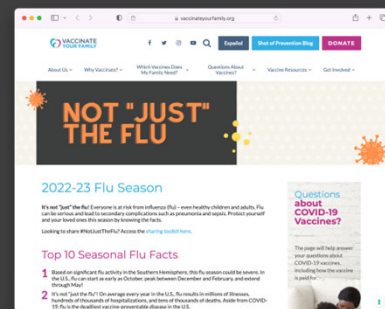 vaccinateyourfamily.org
VACCINATE
YOUR FAMILY
Español
Shot of Prevention Blog
DONATE
About Us
Why Vaccinate?
Which Vaccines Does
My Family Need?
Questions About
Vaccines?
Vaccine Resources
Get Involved
NOT "JUST"
THE FLU
2022-23 Flu Season
It's not "just" the flu! Everyone is at risk from influenza (flu) – even healthy children and adults. Flu
can be serious and lead to secondary complications such as pneumonia and sepsis. Protect yourself
and your loved ones this season by knowing the facts.
Looking to share #NotJustTheFlu? Access the sharing toolkit here.
Top 10 Seasonal Flu Facts
1 Based on significant flu activity in the Southern Hemisphere, this flu season could be severe. In
the U.S., flu can start as early as October, peak between December and February, and extend
through May!
2 It's not "just the flu"! On average every year in the U.S., flu results in millions of illnesses,
hundreds of thousands of hospitalizations, and tens of thousands of deaths. Aside from COVID-
19, flu is the deadliest vaccine-preventable disease in the U.S.
Questions
about
COVID-19
Vaccines?
The page will help answer
your questions about
COVID-19 vaccines,
including how the vaccine
is paid for.